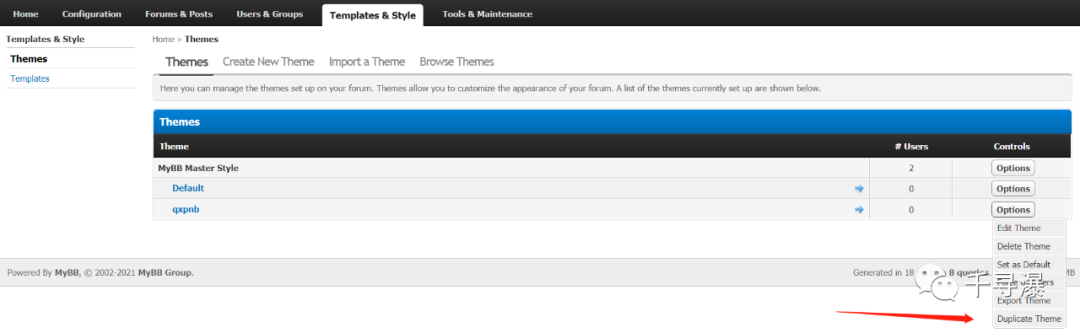 Home Configuration Forums & Posts Users & Groups Templates & Style Tools & Maintenance
Templates & Style
Themes
Templates
Home » Themes
Themes Create New Theme Import a Theme Browse Themes
Here you can manage the themes set up on your forum. Themes allow you to customize the appearance of your forum. A list of the themes currently set up are shown below.
Themes
Theme # Users Controls
MyBB Master Style 2 Options
Default 0 Options
qxpnb 0 Options
Edit Theme
Delete Theme
Set as Default
Export Theme
Duplicate Theme
Powered By MyBB, © 2002-2021 MyBB Group.
Generated in 18 8 queries MB
千寻瀑